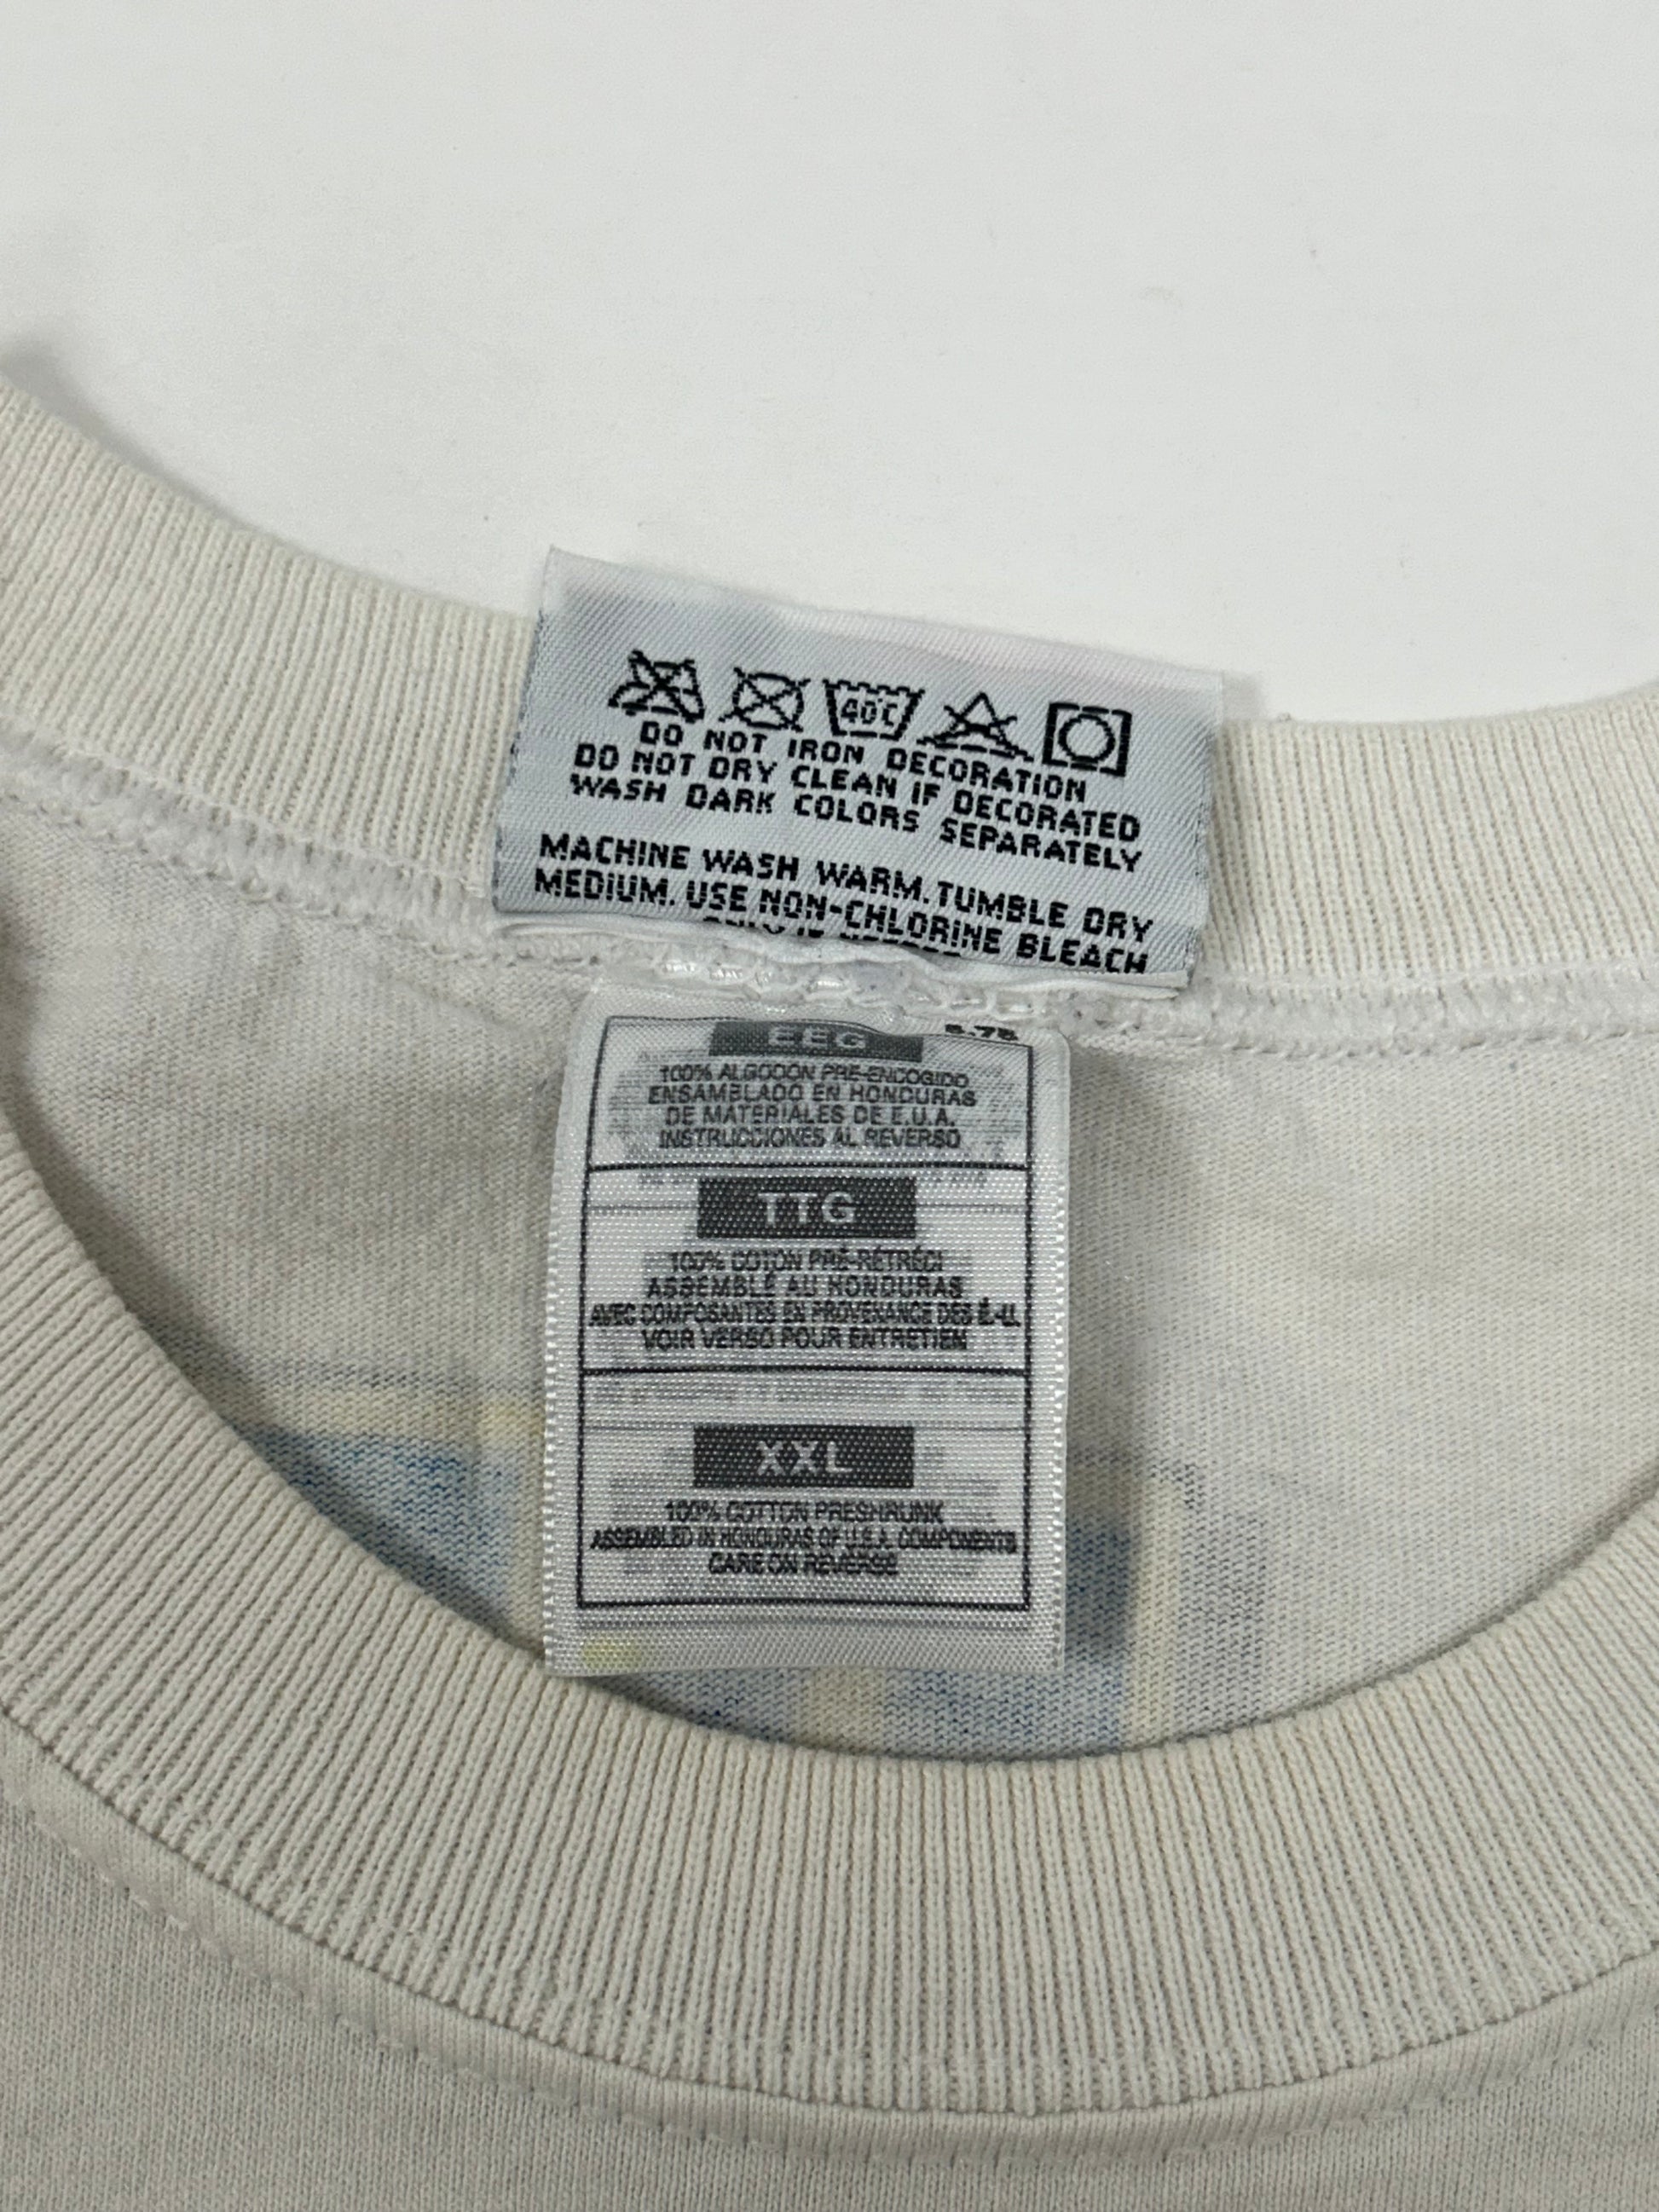 40°C
DO NOT IRON DECORATION
DO NOT DRY CLEAN IF DECORATED
WASH DARK COLORS SEPARATELY
MACHINE WASH WARM. TUMBLE DRY
MEDIUM. USE NON-CHLORINE BLEACH
EEG
100% ALGODON PRE-ENCOGIDO
ENSAMBLADO EN HONDURAS
DE MATERIALES DE E.U.A.
INSTRUCCIONES AL REVERSO
TTG
100% COTON PRÉ-RÉTRÉCI
ASSEMBLÉ AU HONDURAS
AVEC COMPOSANTES EN PROVENANCE DES É.-U.
VOIR VERSO POUR ENTRETIEN
XXL
100% COTTON PRESHRUNK
ASSEMBLED IN HONDURAS OF U.S.A. COMPONENTS
CARE ON REVERSE